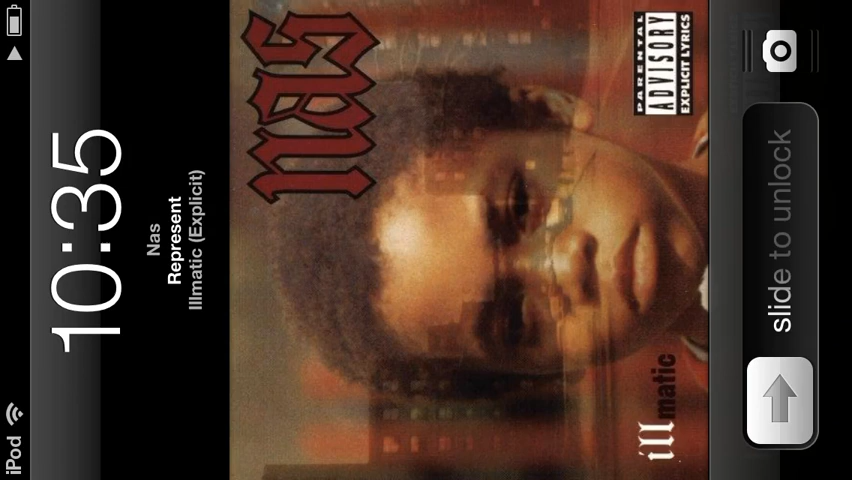 iPod
10:35
Nas
Represent
Illmatic (Explicit)
nas
PARENTAL
ADVISORY
EXPLICIT LYRICS
illmatic
slide to unlock